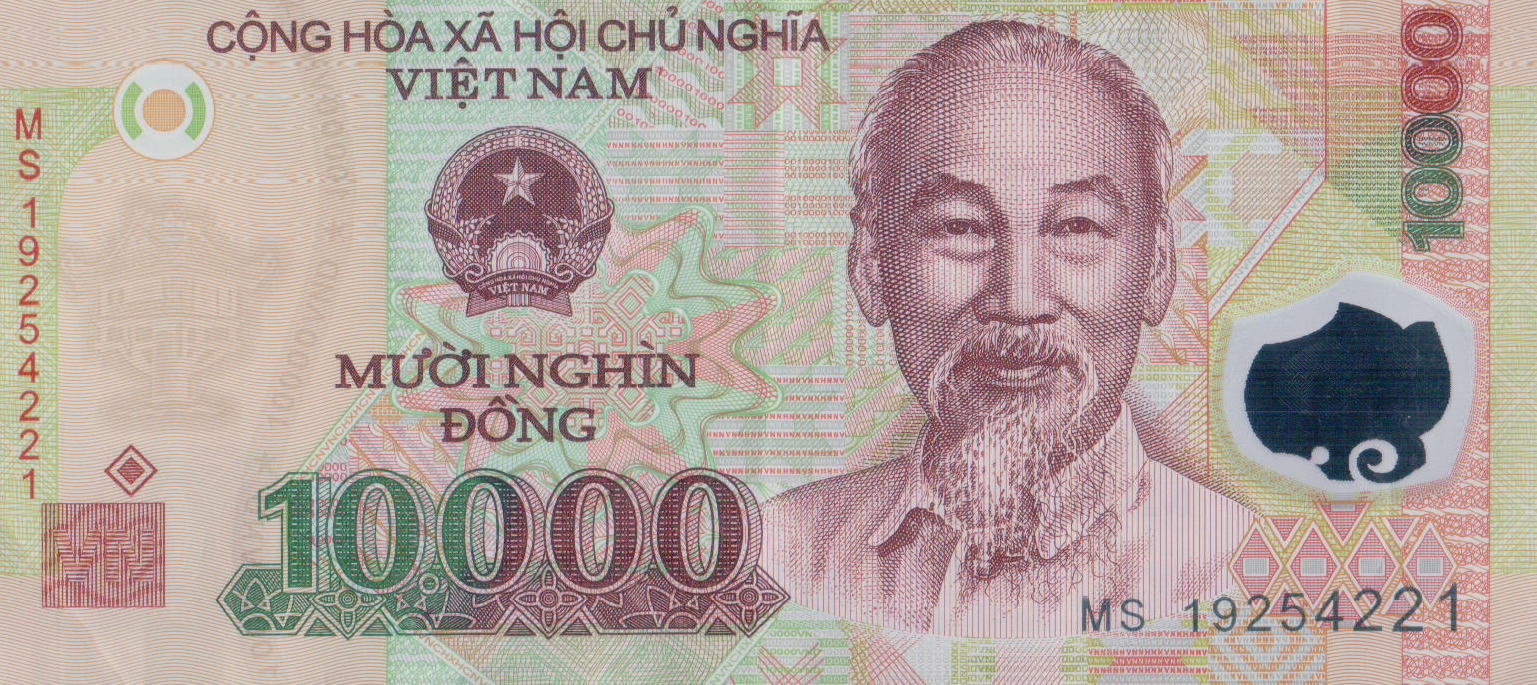 CỘNG HÒA XÃ HỘI CHỦ NGHĨA
VIỆT NAM
MS 19254221
CỘNG HÒA XÃ HỘI CHỦ NGHĨA
VIỆT NAM
MƯỜI NGHÌN
ĐỒNG
10000
10000
MS 19254221